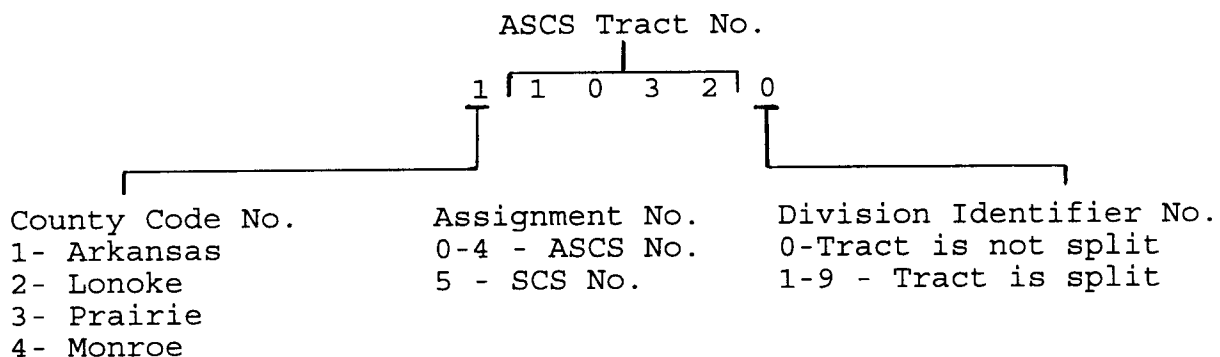 ASCS Tract No.
1 1 0 3 2 0
County Code No.
1- Arkansas
2- Lonoke
3- Prairie
4- Monroe
Assignment No.
0-4 - ASCS No.
5 - SCS No.
Division Identifier No.
0-Tract is not split
1-9 - Tract is split